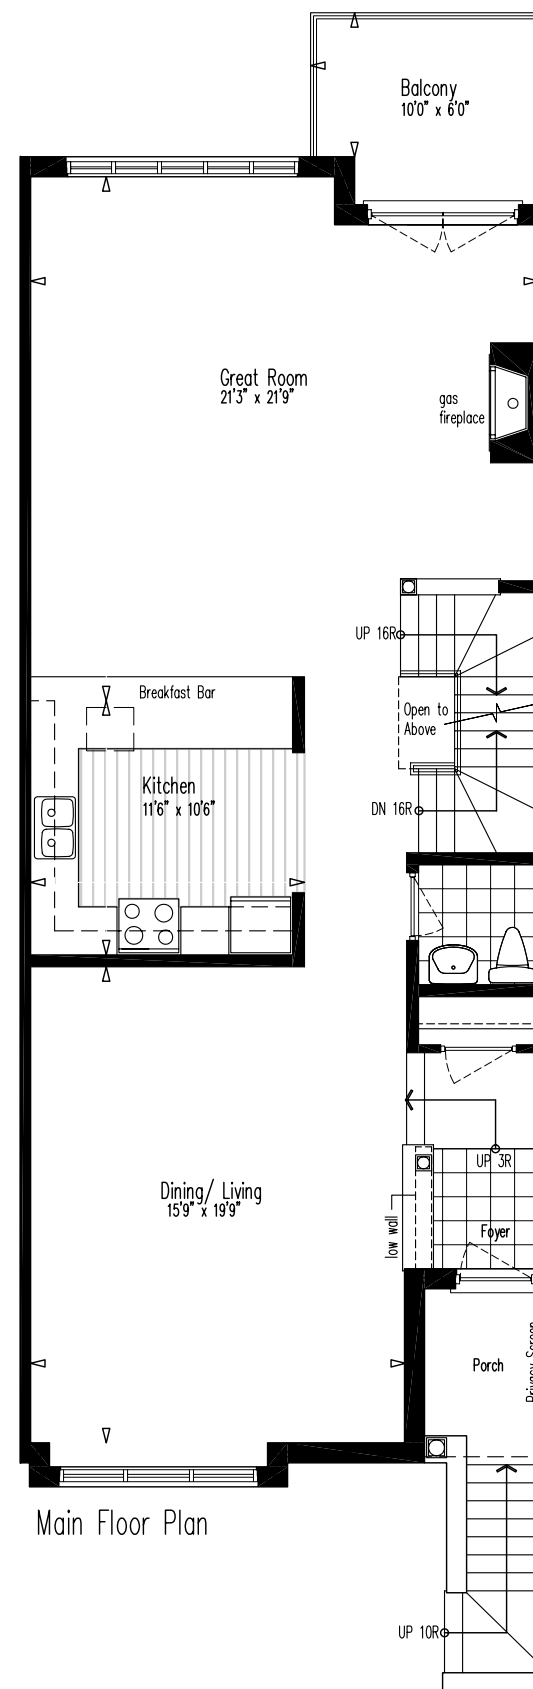 Balcony
10'0" x 6'0"
Great Room
21'3" x 21'9"
gas
fireplace
UP 16R
Breakfast Bar
Open to
Above
Kitchen
11'6" x 10'6"
DN 16R
UP 3R
Dining/ Living
15'9" x 19'9"
low wall
Foyer
Porch
Privacy Screen
Main Floor Plan
UP 10R